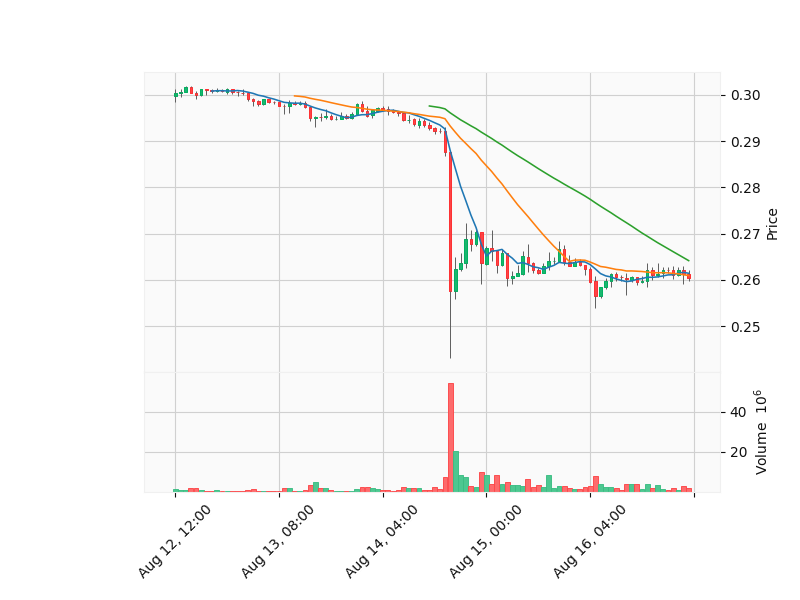 0.30
0.29
0.28
0.27
0.26
0.25
Price
40
20
Volume 10^6
Aug 12, 12:00
Aug 13, 08:00
Aug 14, 04:00
Aug 15, 00:00
Aug 16, 04:00